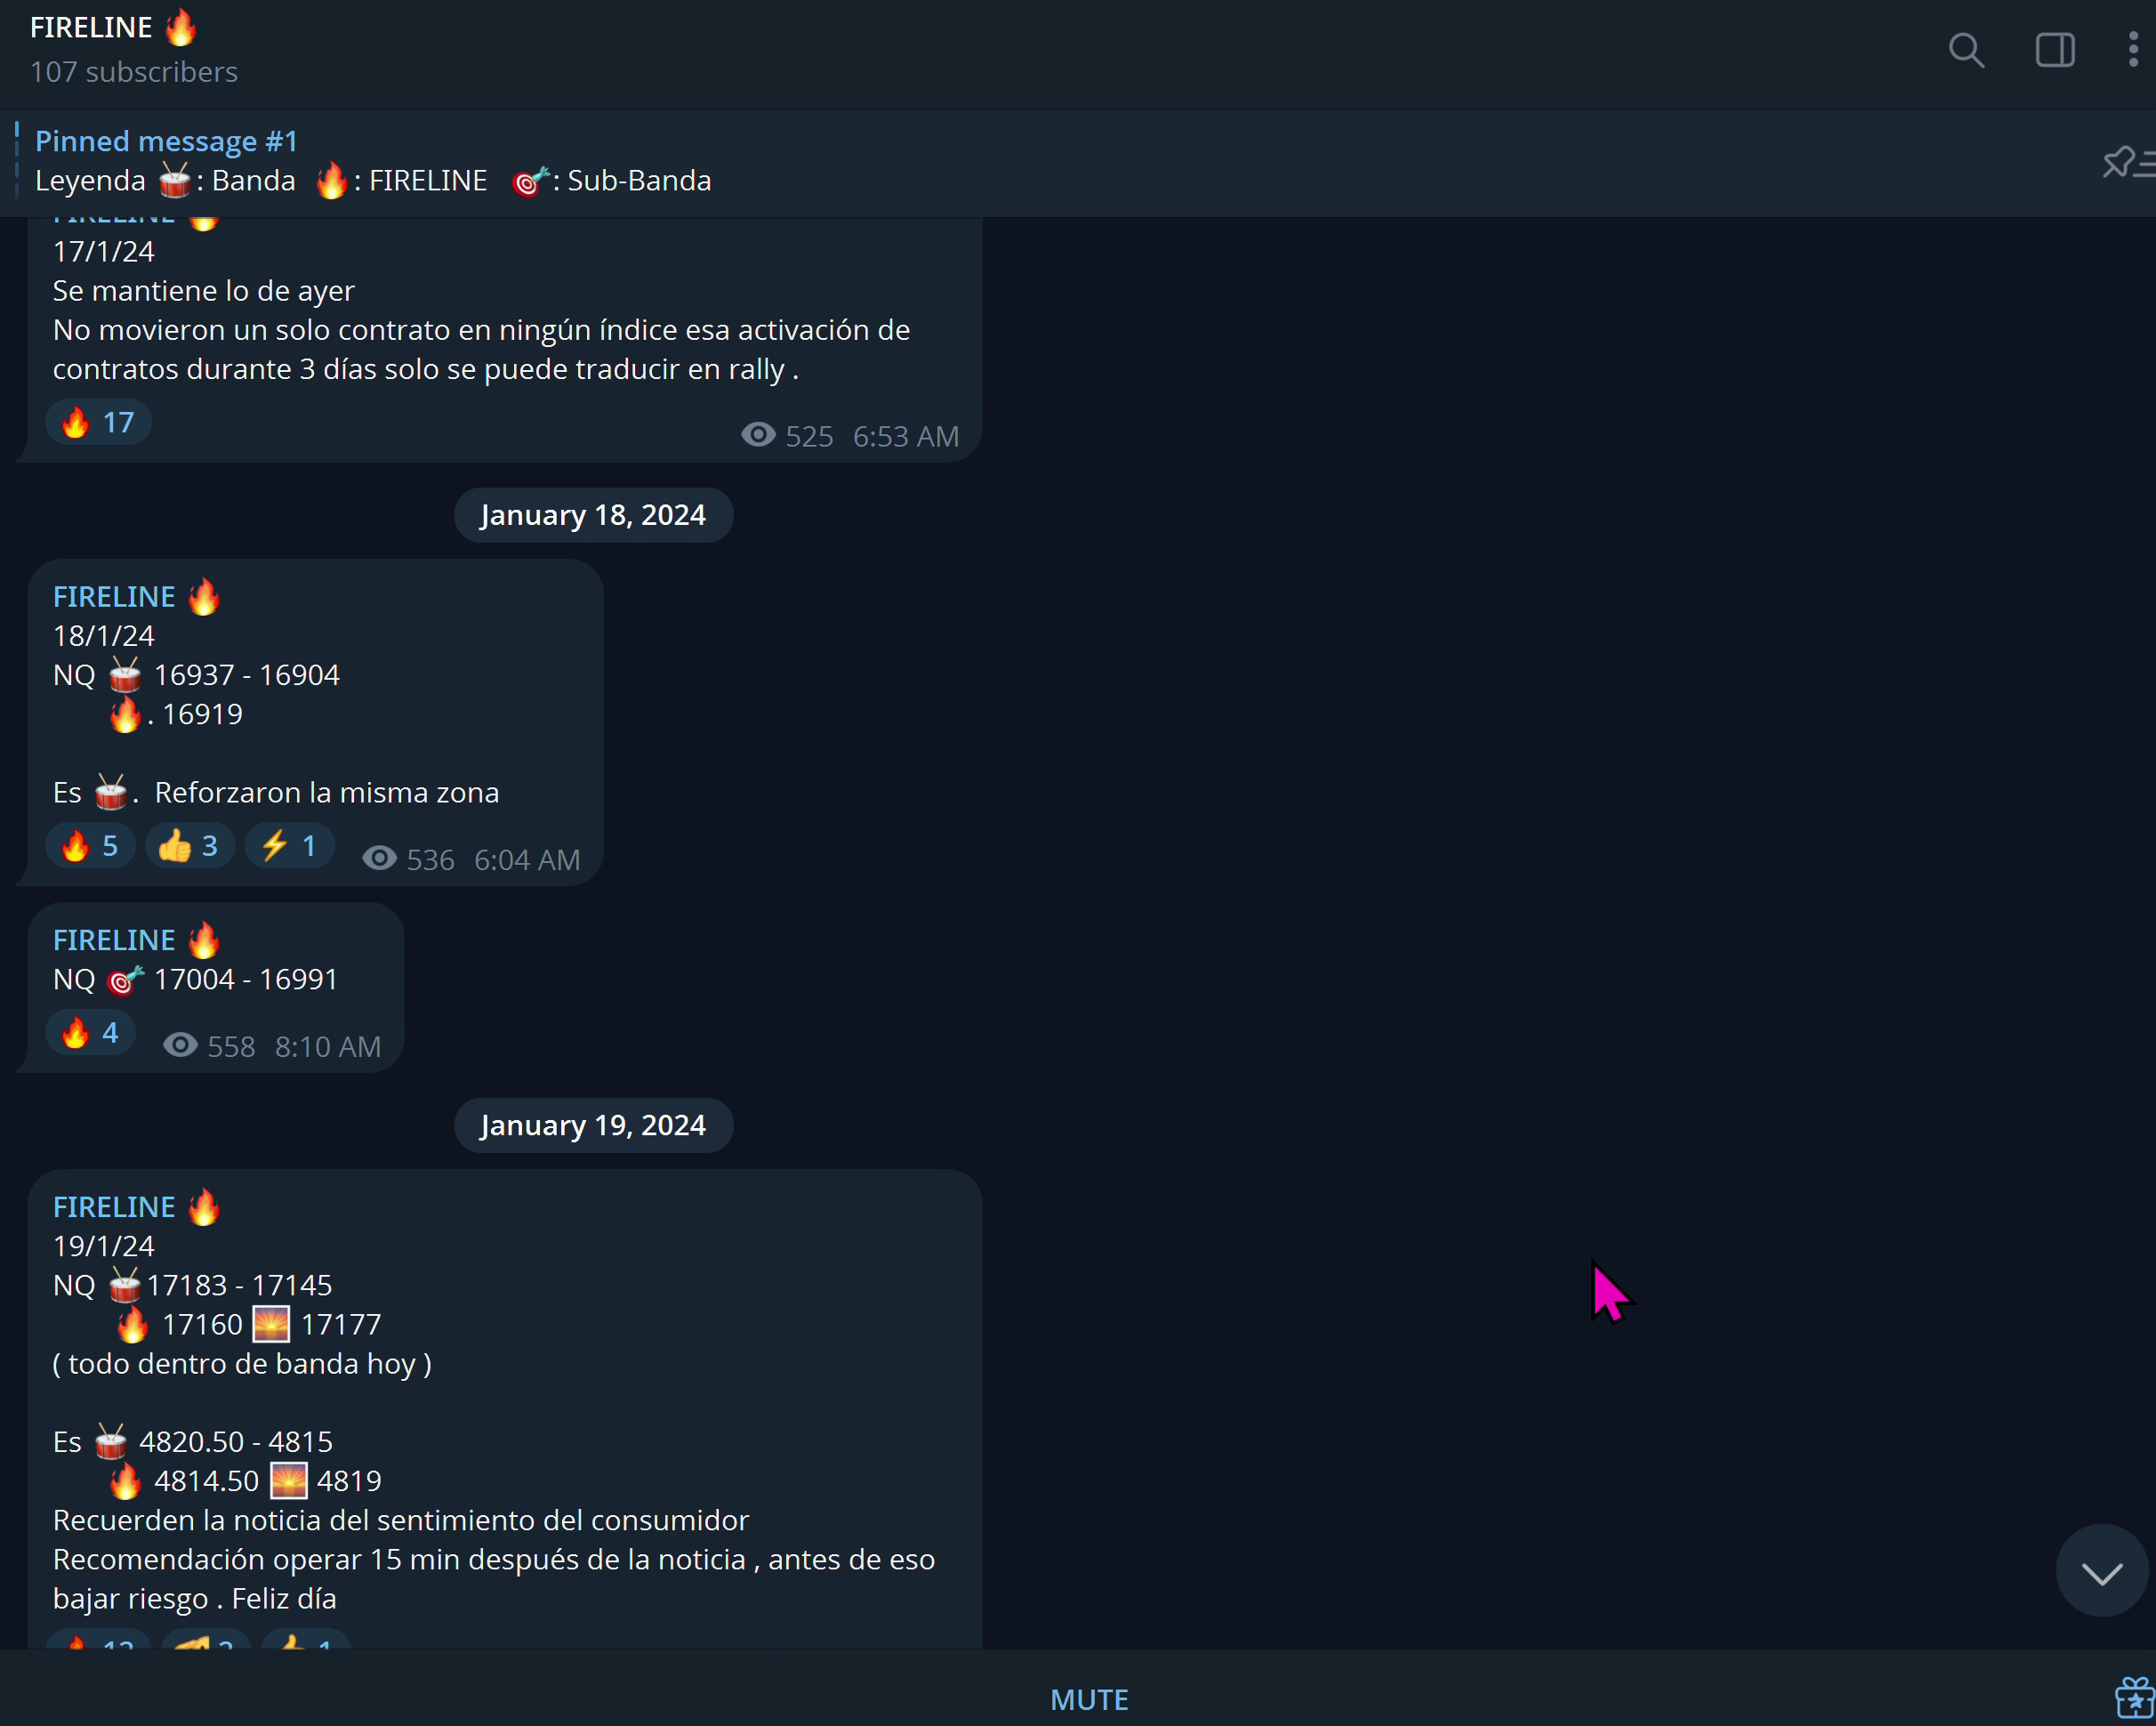 FIRELINE 🔥
107 subscribers
Pinned message #1
Leyenda 🥁: Banda 🔥: FIRELINE 🎯: Sub-Banda
FIRELINE 🔥
17/1/24
Se mantiene lo de ayer
No movieron un solo contrato en ningún índice esa activación de
contratos durante 3 días solo se puede traducir en rally .
🔥 17
525 6:53 AM
January 18, 2024
FIRELINE 🔥
18/1/24
NQ 🥁 16937 - 16904
🔥. 16919
Es 🥁. Reforzaron la misma zona
🔥 5 👍 3 ⚡ 1 536 6:04 AM
FIRELINE 🔥
NQ 🎯 17004 - 16991
🔥 4 558 8:10 AM
January 19, 2024
FIRELINE 🔥
19/1/24
NQ 🥁17183 - 17145
🔥 17160 🌅 17177
( todo dentro de banda hoy )
Es 🥁 4820.50 - 4815
🔥 4814.50 🌅 4819
Recuerden la noticia del sentimiento del consumidor
Recomendación operar 15 min después de la noticia , antes de eso
bajar riesgo . Feliz día
MUTE